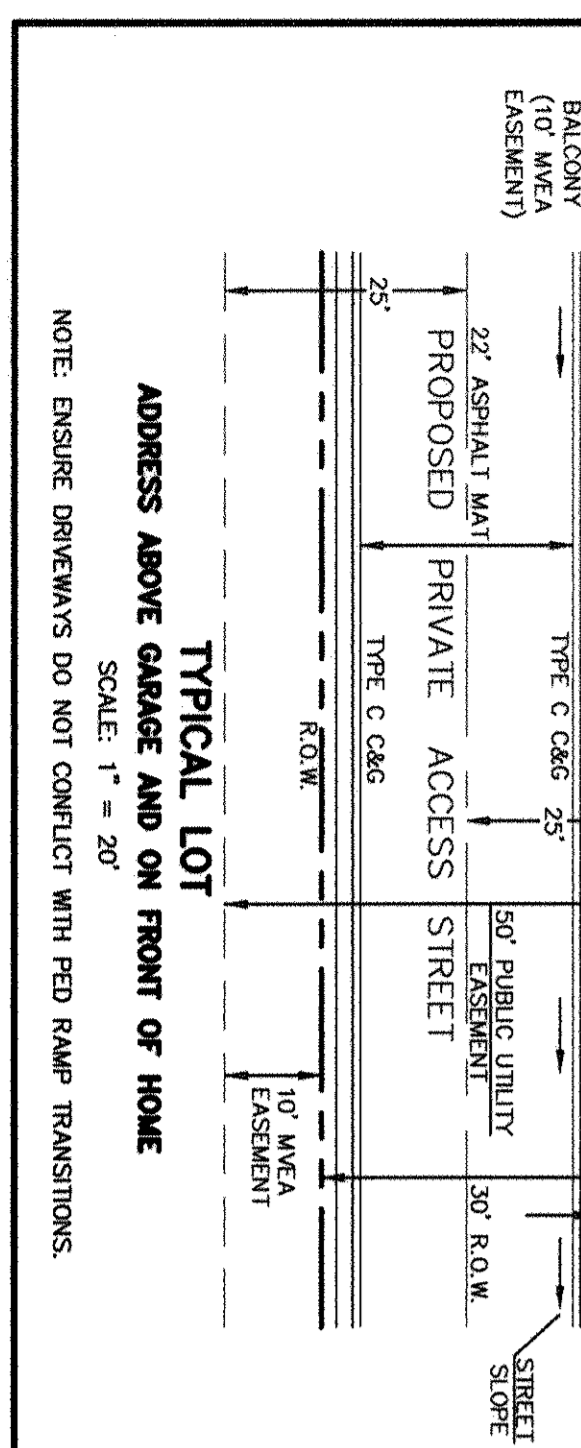 BALCONY
(10' MVEA
EASEMENT)
TYPE C C&G
25'
22' ASPHALT MAT
PROPOSED PRIVATE ACCESS STREET
25'
50' PUBLIC UTILITY
EASEMENT
30' R.O.W.
STREET
SLOPE
TYPE C C&G
R.O.W.
10' MVEA
EASEMENT
TYPICAL LOT
ADDRESS ABOVE GARAGE AND ON FRONT OF HOME
SCALE: 1" = 20'
NOTE: ENSURE DRIVEWAYS DO NOT CONFLICT WITH PED RAMP TRANSITIONS.